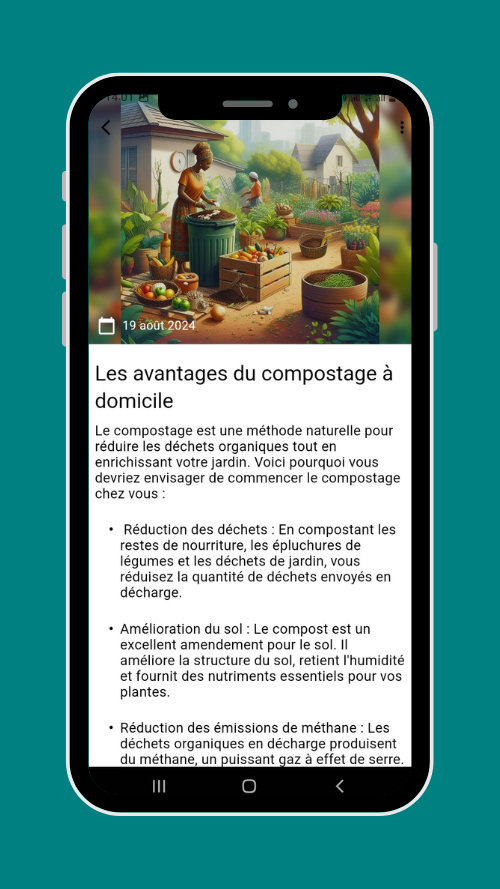 14:01
19 août 2024
Les avantages du compostage à
domicile
Le compostage est une méthode naturelle pour
réduire les déchets organiques tout en
enrichissant votre jardin. Voici pourquoi vous
devriez envisager de commencer le compostage
chez vous :
• Réduction des déchets : En compostant les
restes de nourriture, les épluchures de
légumes et les déchets de jardin, vous
réduisez la quantité de déchets envoyés en
décharge.
• Amélioration du sol : Le compost est un
excellent amendement pour le sol. Il
améliore la structure du sol, retient l'humidité
et fournit des nutriments essentiels pour vos
plantes.
• Réduction des émissions de méthane : Les
déchets organiques en décharge produisent
du méthane, un puissant gaz à effet de serre.